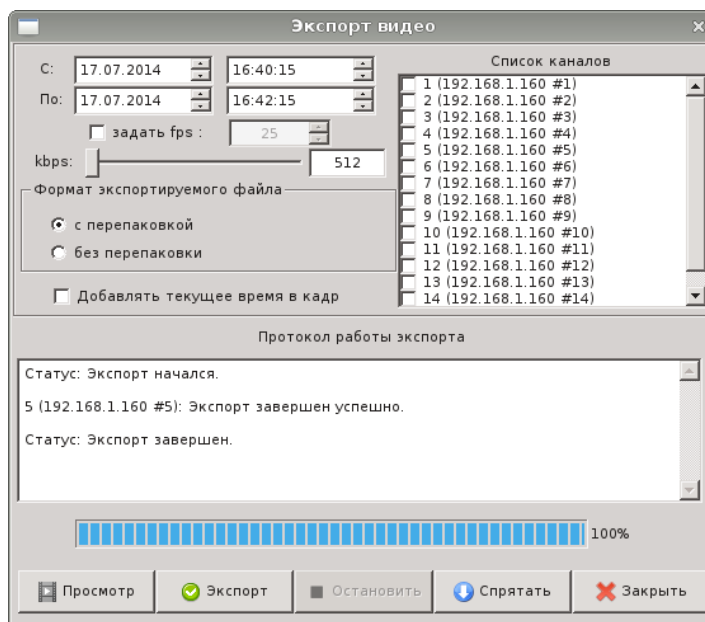 Экспорт видео
С: 17.07.2014 16:40:15
По: 17.07.2014 16:42:15
задать fps : 25
kbps: 512
Формат экспортируемого файла
с перепаковкой
без перепаковки
Добавлять текущее время в кадр
Список каналов
1 (192.168.1.160 #1)
2 (192.168.1.160 #2)
3 (192.168.1.160 #3)
4 (192.168.1.160 #4)
5 (192.168.1.160 #5)
6 (192.168.1.160 #6)
7 (192.168.1.160 #7)
8 (192.168.1.160 #8)
9 (192.168.1.160 #9)
10 (192.168.1.160 #10)
11 (192.168.1.160 #11)
12 (192.168.1.160 #12)
13 (192.168.1.160 #13)
14 (192.168.1.160 #14)
Протокол работы экспорта
Статус: Экспорт начался.
5 (192.168.1.160 #5): Экспорт завершен успешно.
Статус: Экспорт завершен.
100%
Просмотр Экспорт Остановить Спрятать Закрыть